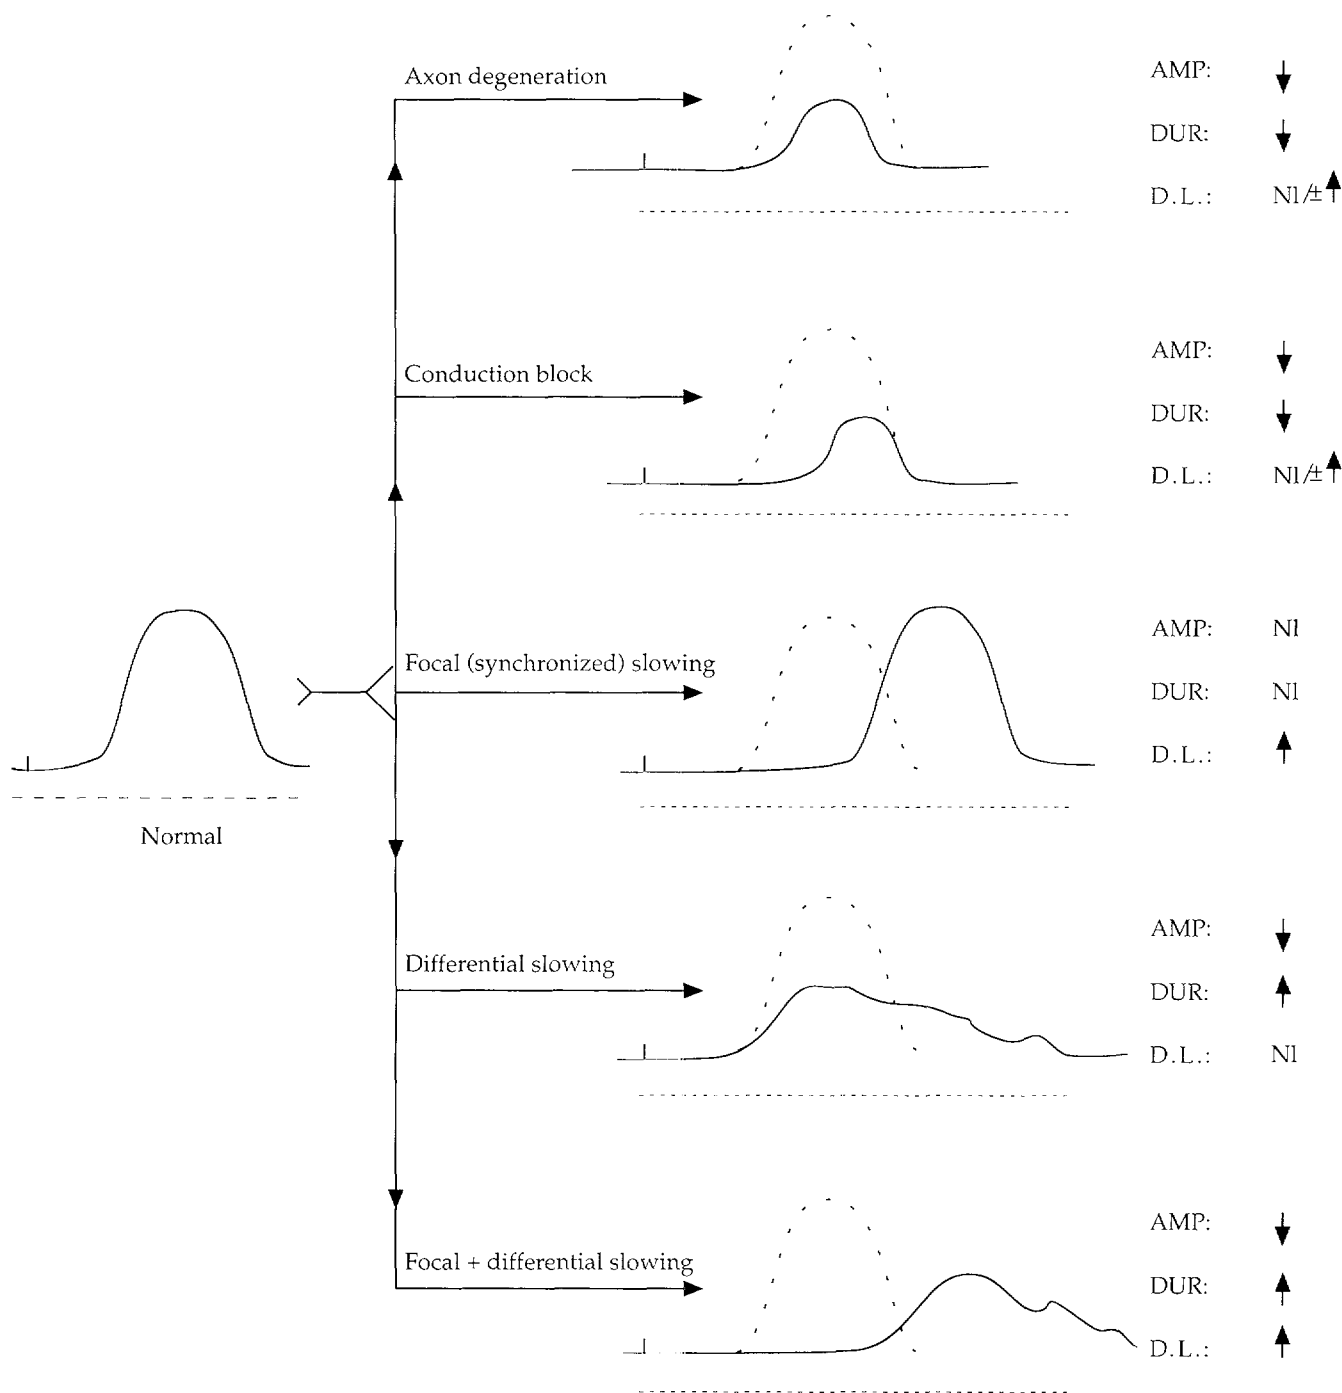 Axon degeneration
AMP: ↓
DUR: ↓
D.L.: Nl/±↑
Conduction block
AMP: ↓
DUR: ↓
D.L.: Nl/±↑
Normal
Focal (synchronized) slowing
AMP: Nl
DUR: Nl
D.L.: ↑
Differential slowing
AMP: ↓
DUR: ↑
D.L.: Nl
Focal + differential slowing
AMP: ↓
DUR: ↑
D.L.: ↑